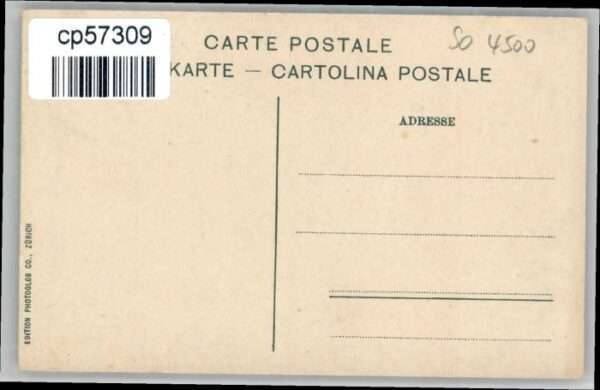 cp57309
CARTE POSTALE
SO 4500
KARTE — CARTOLINA POSTALE
ADRESSE
EDITION PHOTOGLOB CO., ZÜRICH